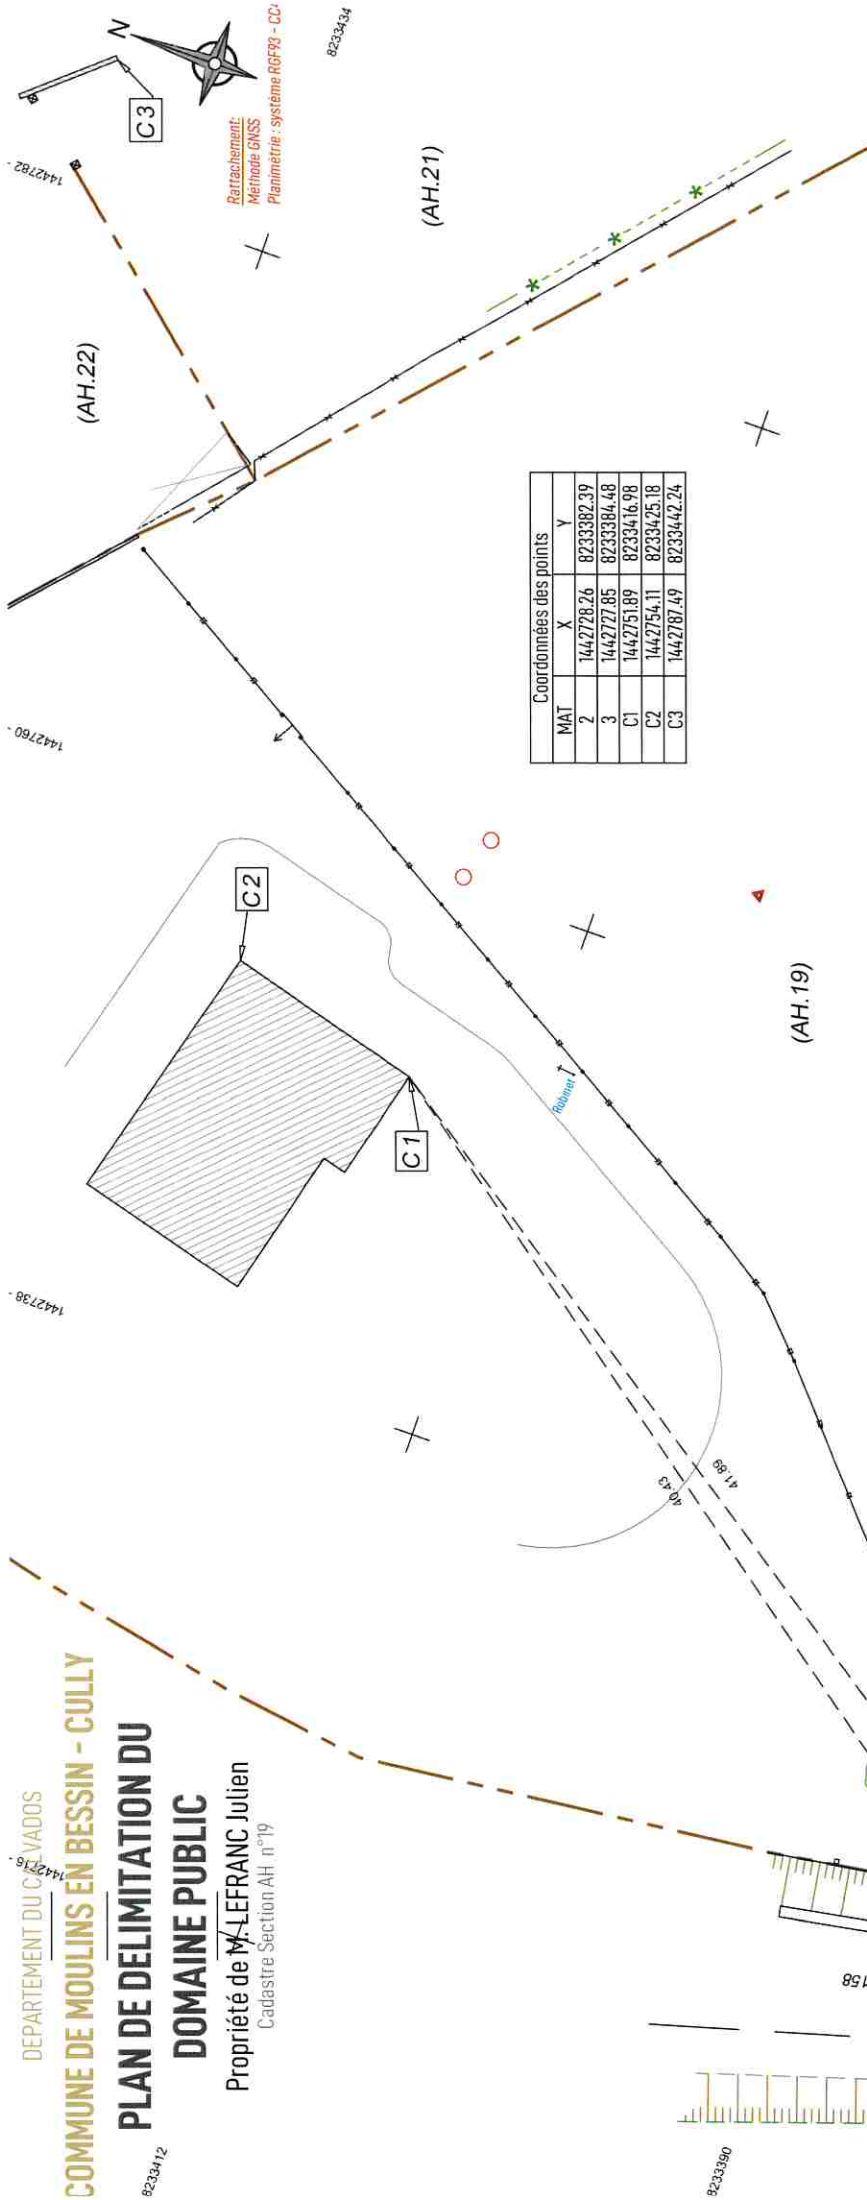 DEPARTEMENT DU CALVADOS
COMMUNE DE MOULINS EN BESSIN - CULLY
PLAN DE DELIMITATION DU
DOMAINE PUBLIC
Propriété de M. LEFRANC Julien
Cadastre Section AH n°19
1442716 -
1442738 -
1442760 -
1442782 -
8233412
8233390
8233434
N
C3
Rattachement:
Méthode GNSS
Planimétrie : système RGF93 - CC
(AH.22)
(AH.21)
C2
C1
Robinet
40.43
41.89
(AH.19)
Coordonnées des points
MAT X Y
2 1442728.26 8233382.39
3 1442727.85 8233384.48
C1 1442751.89 8233416.98
C2 1442754.11 8233425.18
C3 1442787.49 8233442.24
158